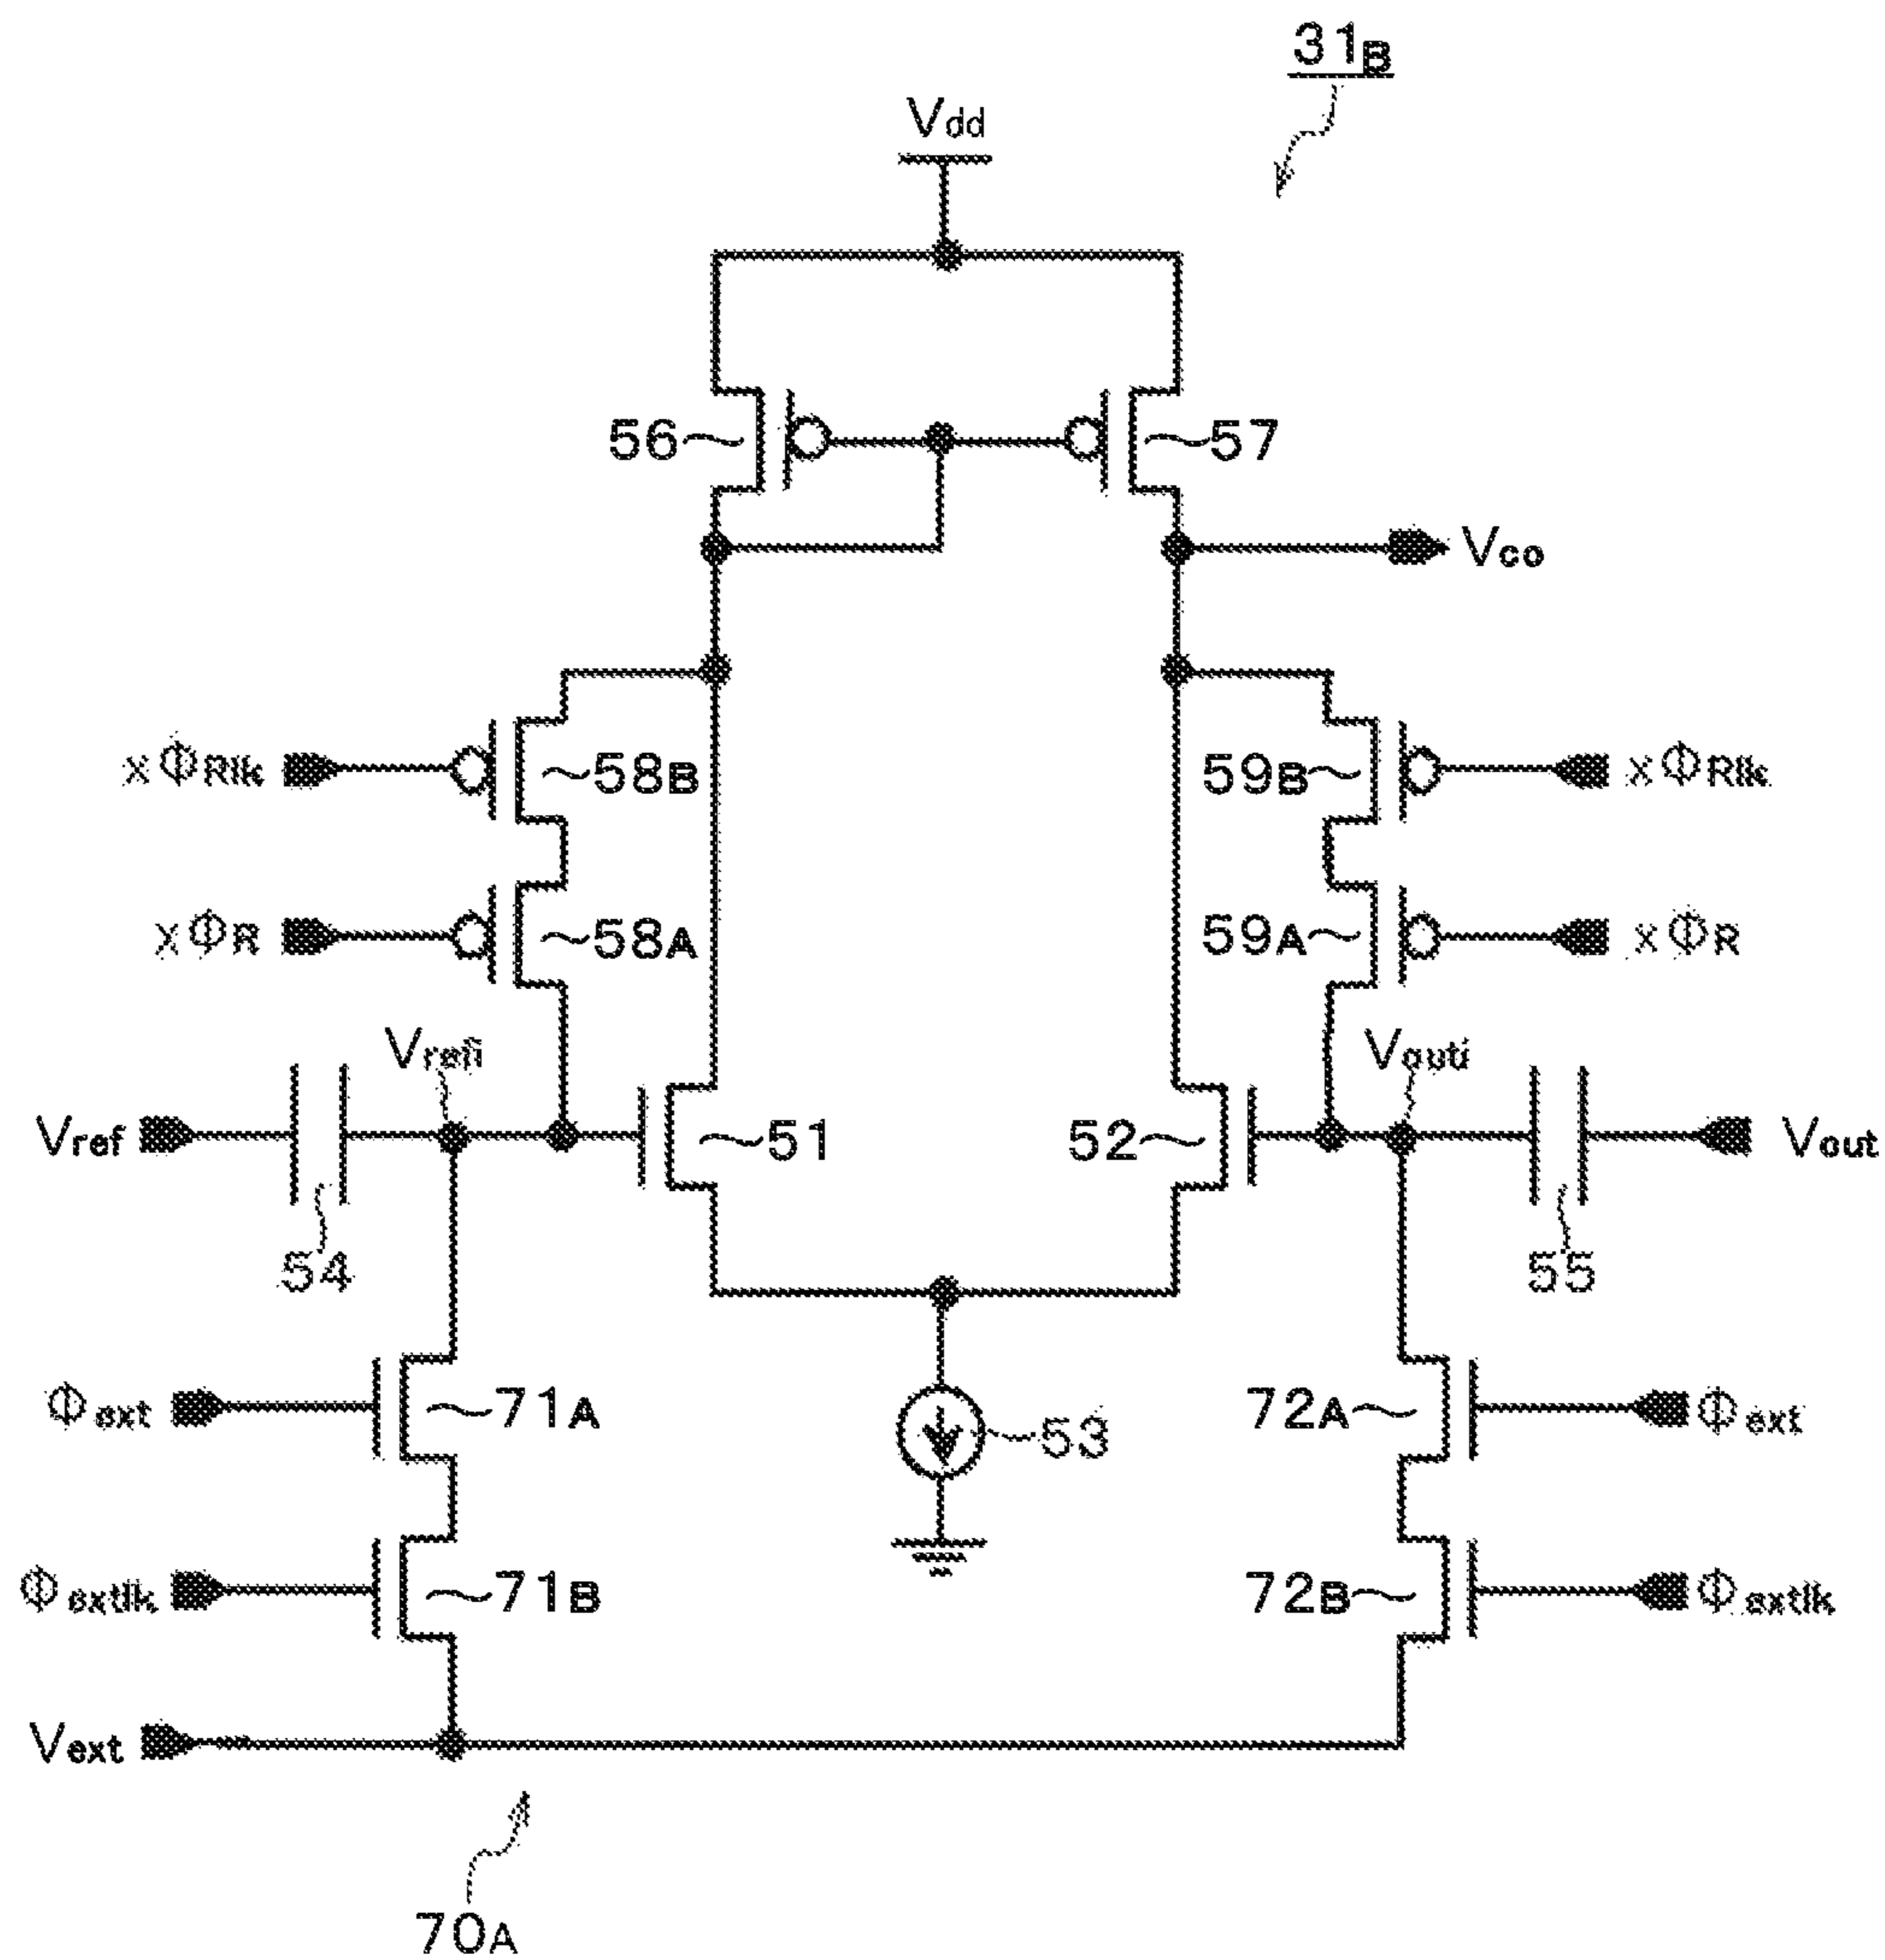 31B
Vdd
56
57
Vco
xΦRlk
58B
59B
xΦRlk
xΦR
58A
59A
xΦR
Vrefi
Vouti
Vref
51
52
Vout
54
55
Φext
71A
53
72A
Φext
Φextlk
71B
72B
Φextlk
Vext
70A